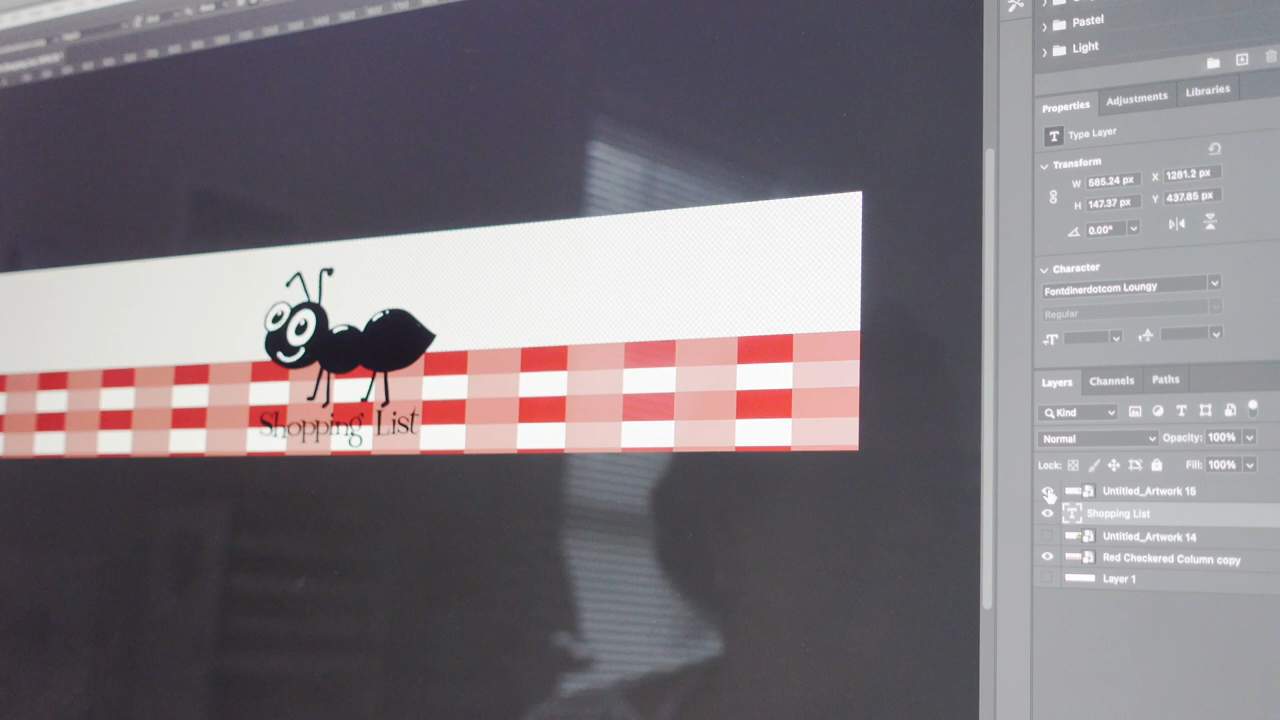 Pastel
Light
Properties Adjustments Libraries
T Type Layer
Transform
W 585.24 px X 1281.2 px
H 147.37 px Y 437.85 px
0.00°
Character
Fontdinerdotcom Loungy
Regular
Layers Channels Paths
Kind
Normal Opacity: 100%
Lock: Fill: 100%
Untitled_Artwork 15
T Shopping List
Untitled_Artwork 14
Red Checkered Column copy
Layer 1
Shopping List